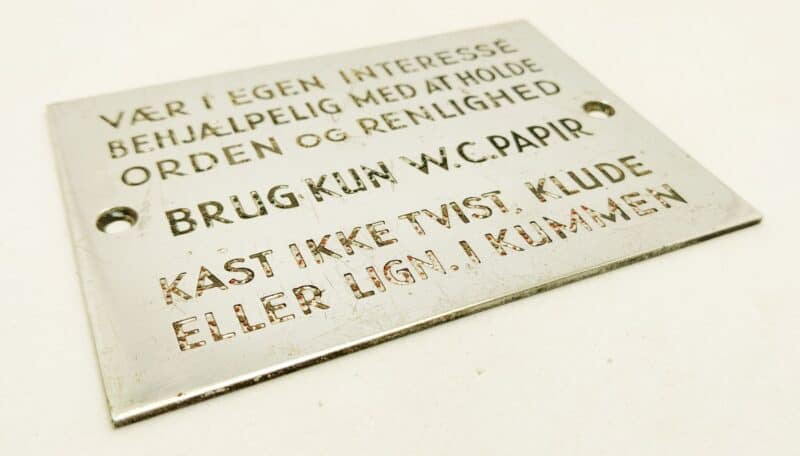 VÆR I EGEN INTERESSE
BEHJÆLPELIG MED AT HOLDE
ORDEN OG RENLIGHED
BRUG KUN W.C. PAPIR
KAST IKKE TVIST, KLUDE
ELLER LIGN. I KUMMEN